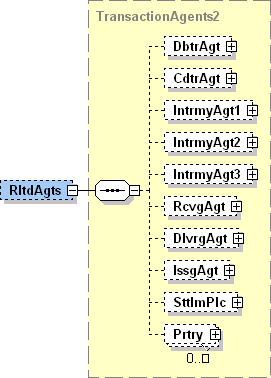 TransactionAgents2
DbtrAgt
CdtrAgt
IntrmyAgt1
IntrmyAgt2
IntrmyAgt3
RltdAgts
RcvgAgt
DlvrgAgt
IssgAgt
SttlmPlc
Prtry
0..□